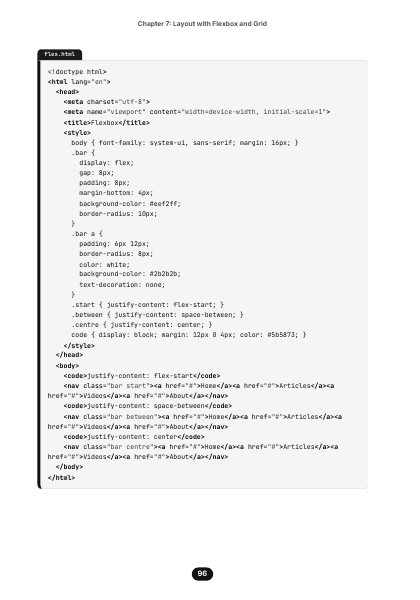 Chapter 7: Layout with Flexbox and Grid
flex.html
<!doctype html>
<html lang="en">
  <head>
    <meta charset="utf-8">
    <meta name="viewport" content="width=device-width, initial-scale=1">
    <title>Flexbox</title>
    <style>
      body { font-family: system-ui, sans-serif; margin: 16px; }
      .bar {
        display: flex;
        gap: 8px;
        padding: 8px;
        margin-bottom: 4px;
        background-color: #eef2ff;
        border-radius: 10px;
      }
      .bar a {
        padding: 6px 12px;
        border-radius: 8px;
        color: white;
        background-color: #2b2b2b;
        text-decoration: none;
      }
      .start { justify-content: flex-start; }
      .between { justify-content: space-between; }
      .centre { justify-content: center; }
      code { display: block; margin: 12px 0 4px; color: #5b5873; }
    </style>
  </head>
  <body>
    <code>justify-content: flex-start</code>
    <nav class="bar start"><a href="#">Home</a><a href="#">Articles</a><a
href="#">Videos</a><a href="#">About</a></nav>
    <code>justify-content: space-between</code>
    <nav class="bar between"><a href="#">Home</a><a href="#">Articles</a><a
href="#">Videos</a><a href="#">About</a></nav>
    <code>justify-content: center</code>
    <nav class="bar centre"><a href="#">Home</a><a href="#">Articles</a><a
href="#">Videos</a><a href="#">About</a></nav>
  </body>
</html>
96